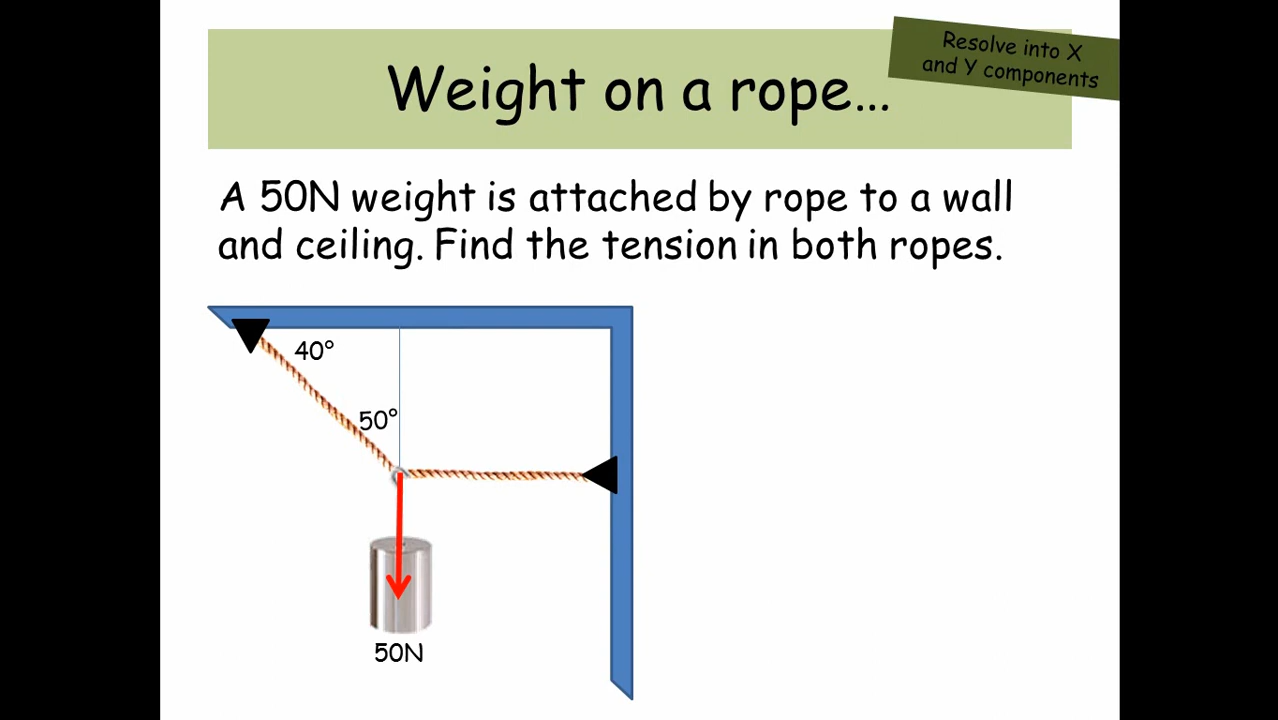 Resolve into X
and Y components
Weight on a rope...
A 50N weight is attached by rope to a wall
and ceiling. Find the tension in both ropes.
40°
50°
50N